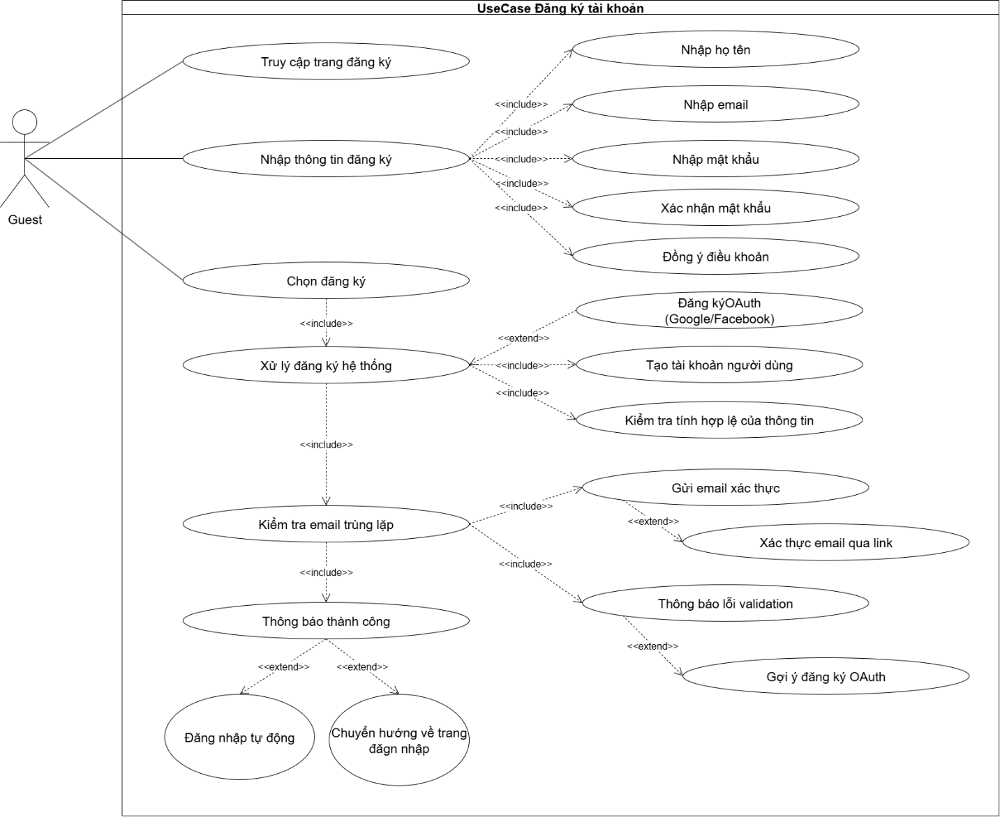 UseCase Đăng ký tài khoản
Truy cập trang đăng ký
Nhập họ tên
<<include>>
Nhập email
<<include>>
Guest
Nhập thông tin đăng ký
<<include>>
Nhập mật khẩu
<<include>>
Xác nhận mật khẩu
<<include>>
Đồng ý điều khoản
Chọn đăng ký
<<include>>
Đăng kýOAuth
(Google/Facebook)
<<extend>>
Xử lý đăng ký hệ thống
<<include>>
Tạo tài khoản người dùng
<<include>>
Kiểm tra tính hợp lệ của thông tin
<<include>>
Gửi email xác thực
<<include>>
<<extend>>
Kiểm tra email trùng lặp
Xác thực email qua link
<<include>>
<<include>>
Thông báo lỗi validation
Thông báo thành công
<<extend>>
<<extend>>
<<extend>>
Gợi ý đăng ký OAuth
Đăng nhập tự động
Chuyển hướng về trang
đăgn nhập